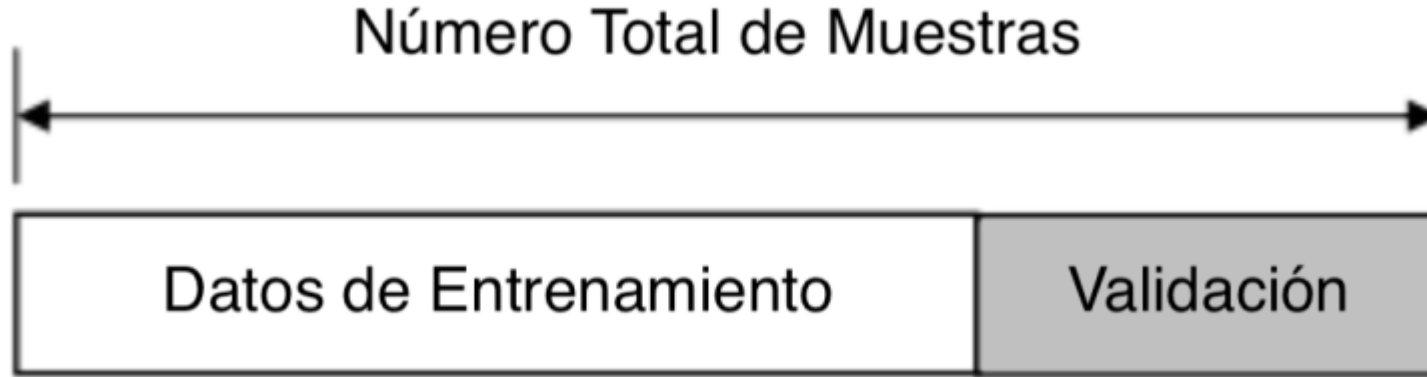 Número Total de Muestras
Datos de Entrenamiento
Validación